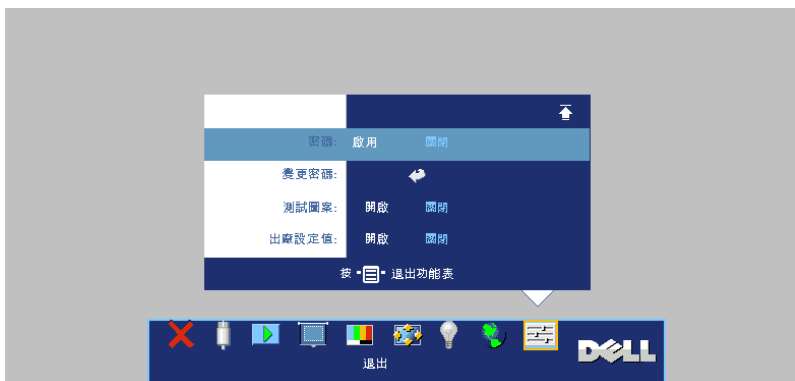 密碼: 啟用 關閉
變更密碼:
測試圖案: 開啟 關閉
出廠設定值: 開啟 關閉
按 - - 退出功能表
退出
DELL